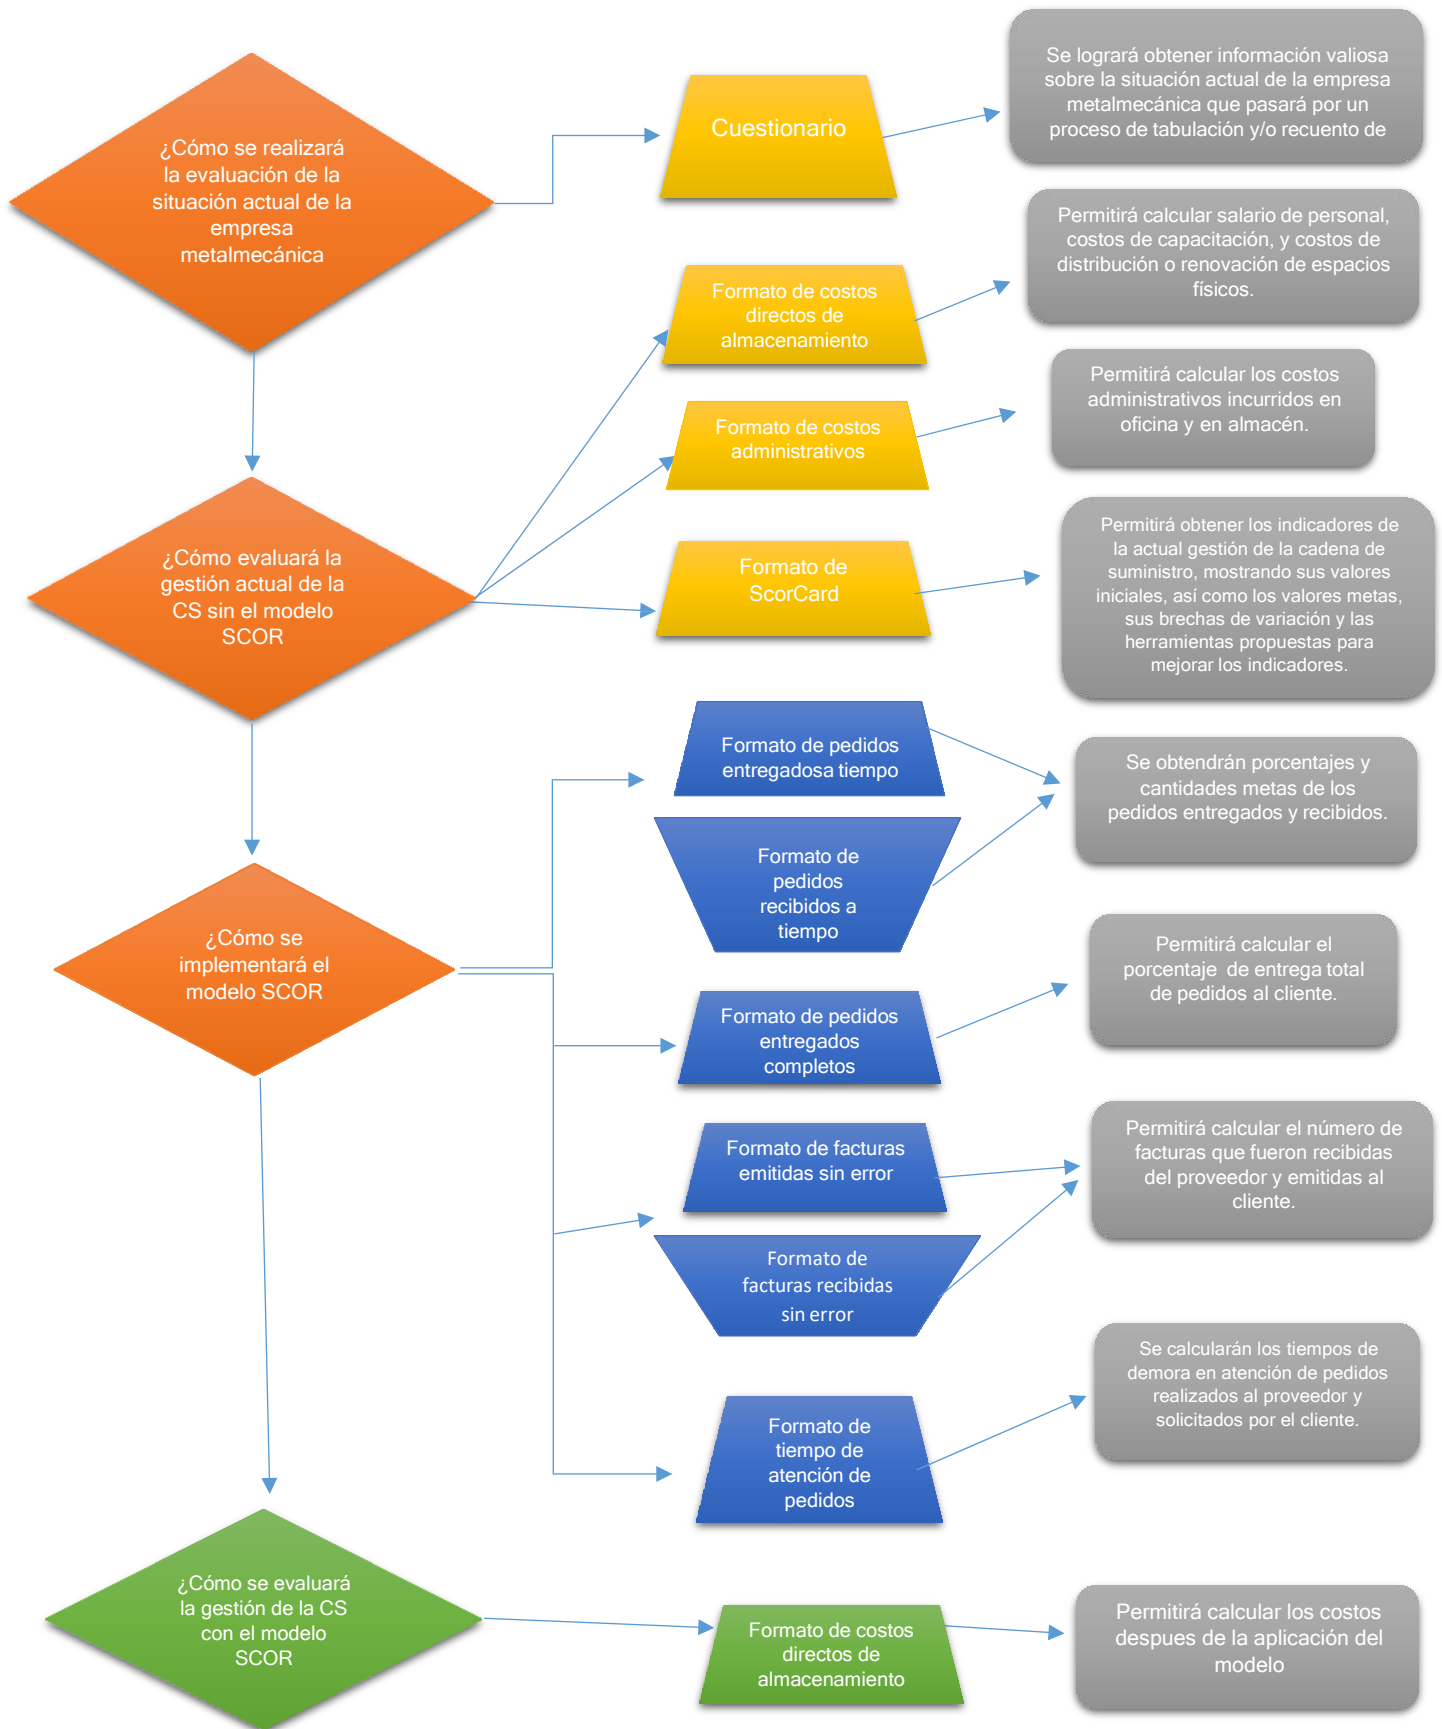 ¿Cómo se realizará
la evaluación de la
situación actual de la
empresa
metalmecánica
Cuestionario
Se logrará obtener información valiosa
sobre la situación actual de la empresa
metalmecánica que pasará por un
proceso de tabulación y/o recuento de
Formato de costos
directos de
almacenamiento
Permitirá calcular salario de personal,
costos de capacitación, y costos de
distribución o renovación de espacios
físicos.
Formato de costos
administrativos
Permitirá calcular los costos
administrativos incurridos en
oficina y en almacén.
¿Cómo evaluará la
gestión actual de la
CS sin el modelo
SCOR
Formato de
ScorCard
Permitirá obtener los indicadores de
la actual gestión de la cadena de
suministro, mostrando sus valores
iniciales, así como los valores metas,
sus brechas de variación y las
herramientas propuestas para
mejorar los indicadores.
Formato de pedidos
entregadosa tiempo
Se obtendrán porcentajes y
cantidades metas de los
pedidos entregados y recibidos.
Formato de
pedidos
recibidos a
tiempo
¿Cómo se
implementará el
modelo SCOR
Formato de pedidos
entregados
completos
Permitirá calcular el
porcentaje  de entrega total
de pedidos al cliente.
Formato de facturas
emitidas sin error
Permitirá calcular el número de
facturas que fueron recibidas
del proveedor y emitidas al
cliente.
Formato de
facturas recibidas
sin error
Formato de
tiempo de
atención de
pedidos
Se calcularán los tiempos de
demora en atención de pedidos
realizados al proveedor y
solicitados por el cliente.
¿Cómo se evaluará
la gestión de la CS
con el modelo
SCOR
Formato de costos
directos de
almacenamiento
Permitirá calcular los costos
despues de la aplicación del
modelo